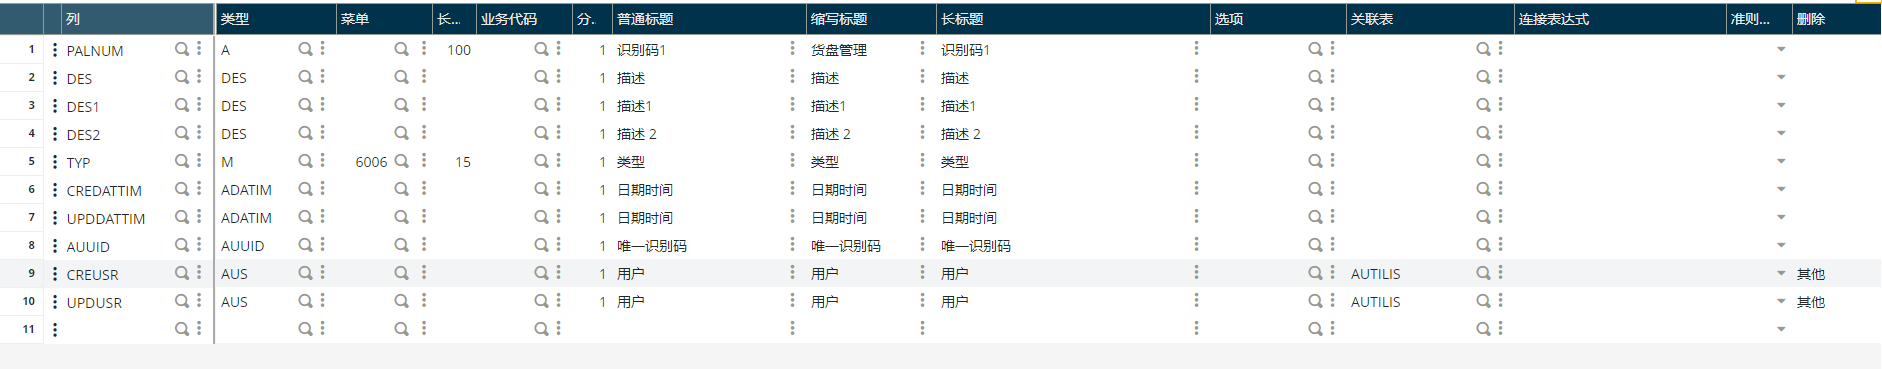 列 类型 菜单 长... 业务代码 分.. 普通标题 缩写标题 长标题 选项 关联表 连接表达式 准则... 删除
1 PALNUM A 100 1 识别码1 货盘管理 识别码1
2 DES DES 1 描述 描述 描述
3 DES1 DES 1 描述1 描述1 描述1
4 DES2 DES 1 描述 2 描述 2 描述 2
5 TYP M 6006 15 1 类型 类型 类型
6 CREDATTIM ADATIM 1 日期时间 日期时间 日期时间
7 UPDDATTIM ADATIM 1 日期时间 日期时间 日期时间
8 AUUID AUUID 1 唯一识别码 唯一识别码 唯一识别码
9 CREUSR AUS 1 用户 用户 用户 AUTILIS 其他
10 UPDUSR AUS 1 用户 用户 用户 AUTILIS 其他
11